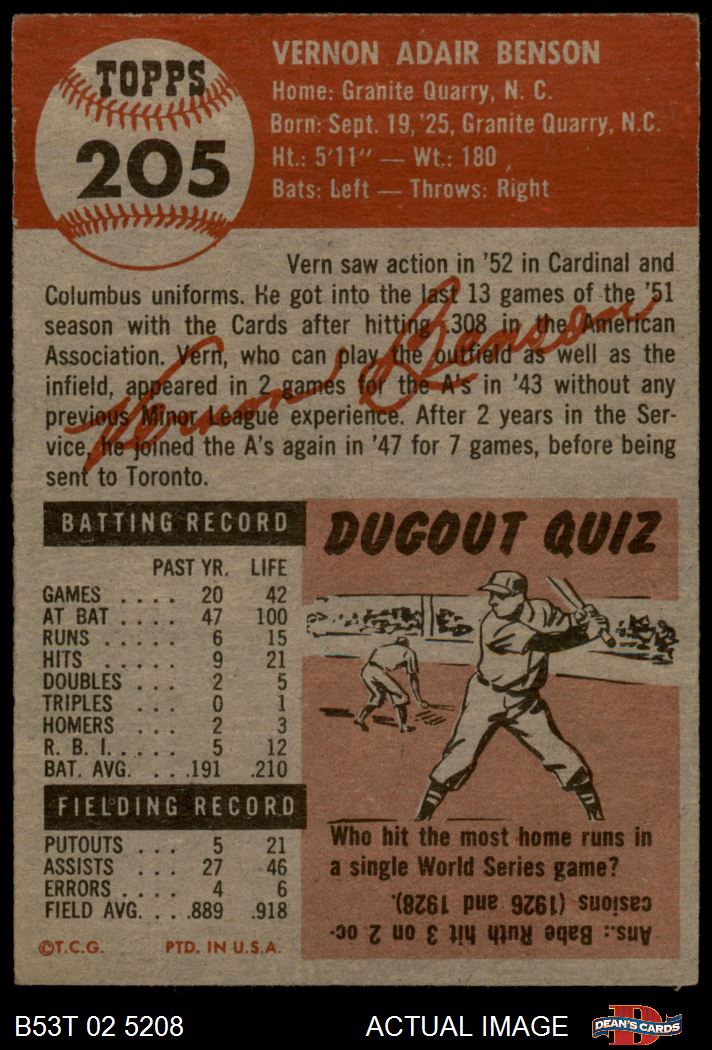 TOPPS
205
VERNON ADAIR BENSON
Home: Granite Quarry, N. C.
Born: Sept. 19, '25, Granite Quarry, N.C.
Ht.: 5'11" — Wt.: 180
Bats: Left — Throws: Right
Vern saw action in '52 in Cardinal and
Columbus uniforms. He got into the last 13 games of the '51
season with the Cards after hitting .308 in the American
Association. Vern, who can play the outfield as well as the
infield, appeared in 2 games for the A's in '43 without any
previous Minor League experience. After 2 years in the Ser-
vice, he joined the A's again in '47 for 7 games, before being
sent to Toronto.
Vernon Benson
BATTING RECORD
PAST YR. LIFE
GAMES . . . . 20 42
AT BAT . . . . 47 100
RUNS . . . . . 6 15
HITS . . . . . 9 21
DOUBLES . . . 2 5
TRIPLES . . . 0 1
HOMERS . . . 2 3
R. B. I. . . . . 5 12
BAT. AVG. . . .191 .210
FIELDING RECORD
PUTOUTS . . . 5 21
ASSISTS . . . 27 46
ERRORS . . . . 4 6
FIELD AVG. . . .889 .918
©T.C.G. PTD. IN U.S.A.
DUGOUT QUIZ
Who hit the most home runs in
a single World Series game?
Ans.: Babe Ruth hit 3 on 2 oc-
casions (1926 and 1928).
B53T 02 5208 ACTUAL IMAGE
D
DEAN'S CARDS